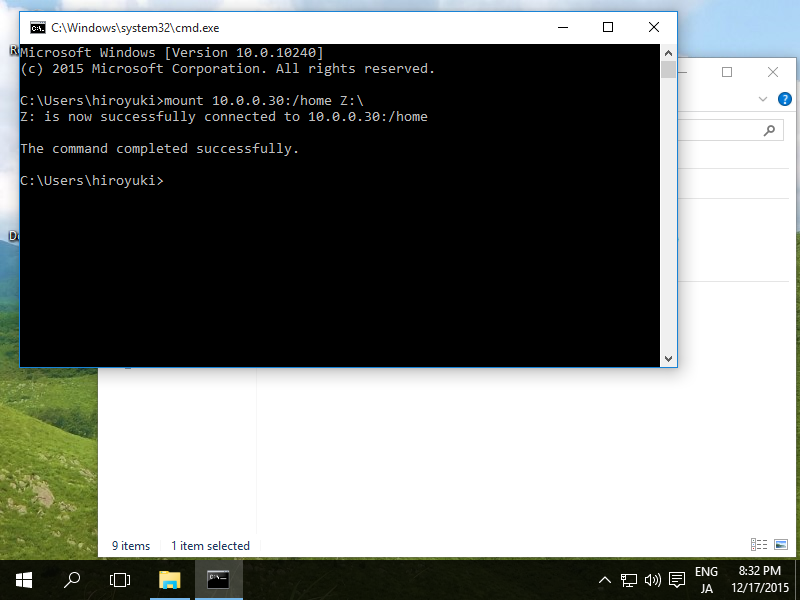 C:\Windows\system32\cmd.exe
Microsoft Windows [Version 10.0.10240]
(c) 2015 Microsoft Corporation. All rights reserved.
C:\Users\hiroyuki>mount 10.0.0.30:/home Z:\
Z: is now successfully connected to 10.0.0.30:/home
The command completed successfully.
C:\Users\hiroyuki>
9 items 1 item selected
ENG 8:32 PM
JA 12/17/2015